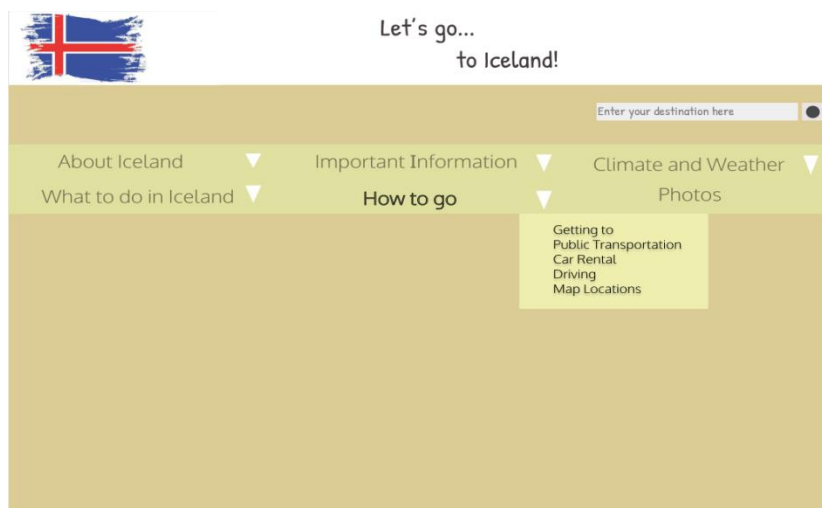 Let's go...
to Iceland!
Enter your destination here
About Iceland
Important Information
Climate and Weather
What to do in Iceland
How to go
Photos
Getting to
Public Transportation
Car Rental
Driving
Map Locations